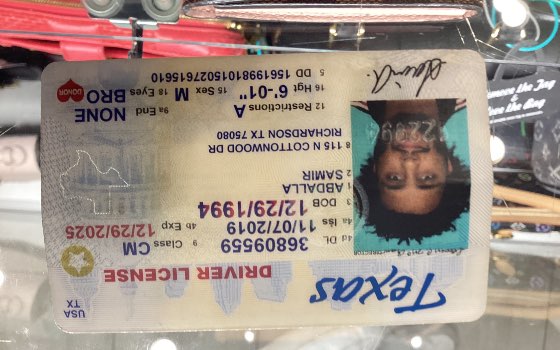 Texas
USA
TX
DRIVER LICENSE
4d DL 36809559 9 Class CM
4a Iss 11/07/2019 4b Exp 12/29/2025
3 DOB 12/29/1994
1 ABDALLA
2 SAMIR
8 115 N COTTONWOOD DR
RICHARDSON TX 75080
12 Restrictions A 9a End NONE
16 Hgt 6'-01" 15 Sex M 18 Eyes BRO
5 DD 15619981015027615610
DONOR